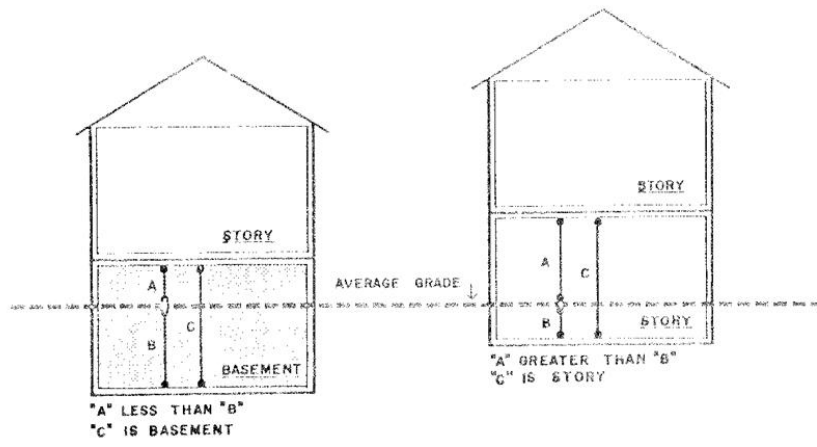 STORY
A
C
B
BASEMENT
"A" LESS THAN "B"
"C" IS BASEMENT
AVERAGE GRADE
STORY
A
C
B
STORY
"A" GREATER THAN "B"
"C" IS STORY